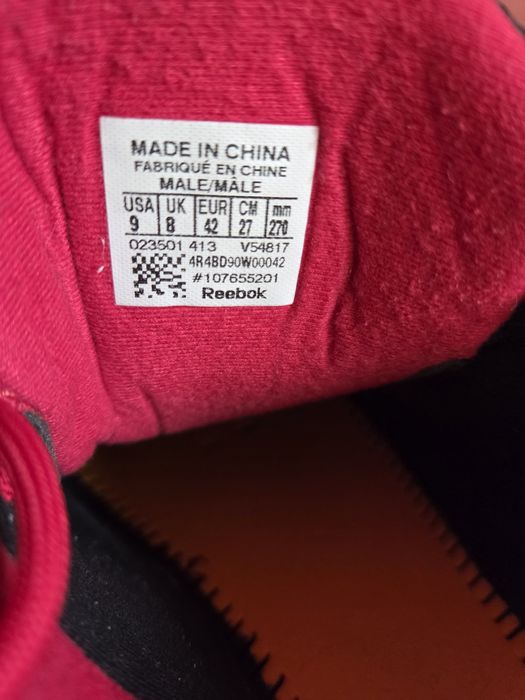 MADE IN CHINA
FABRIQUÉ EN CHINE
MALE/MÂLE
USA UK EUR CM mm
9 8 42 27 270
023501 413 V54817
4R4BD90W00042
#107655201
Reebok